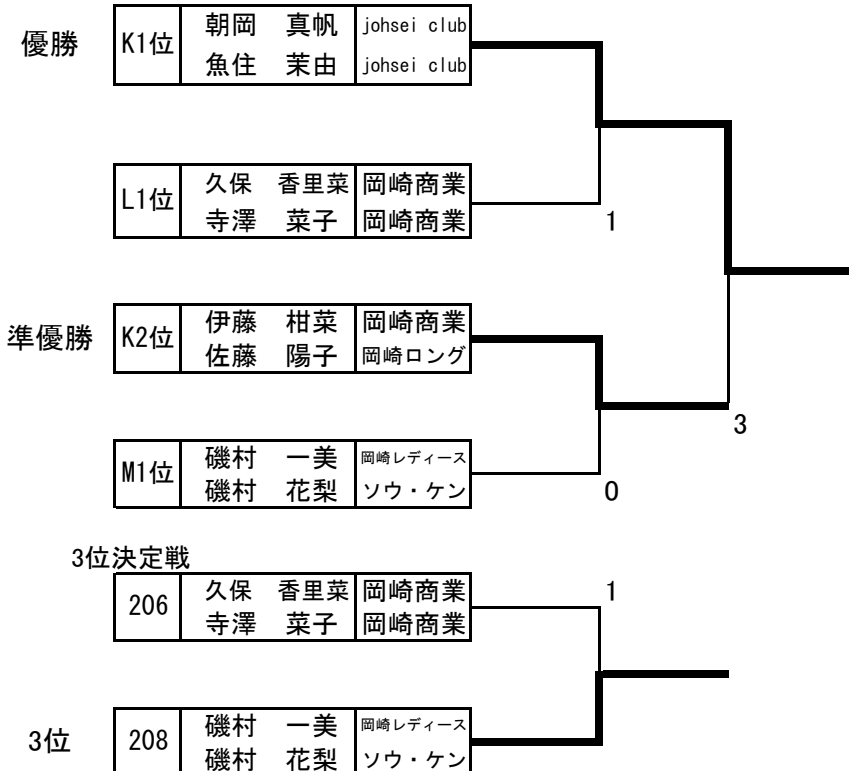 優勝 K1位 朝岡 真帆 johsei club
魚住 茉由 johsei club
L1位 久保 香里菜 岡崎商業
寺澤 菜子 岡崎商業
1
準優勝 K2位 伊藤 柑菜 岡崎商業
佐藤 陽子 岡崎ロング
3
M1位 磯村 一美 岡崎レディース
磯村 花梨 ソウ・ケン
0
3位決定戦
206 久保 香里菜 岡崎商業
寺澤 菜子 岡崎商業
1
3位 208 磯村 一美 岡崎レディース
磯村 花梨 ソウ・ケン